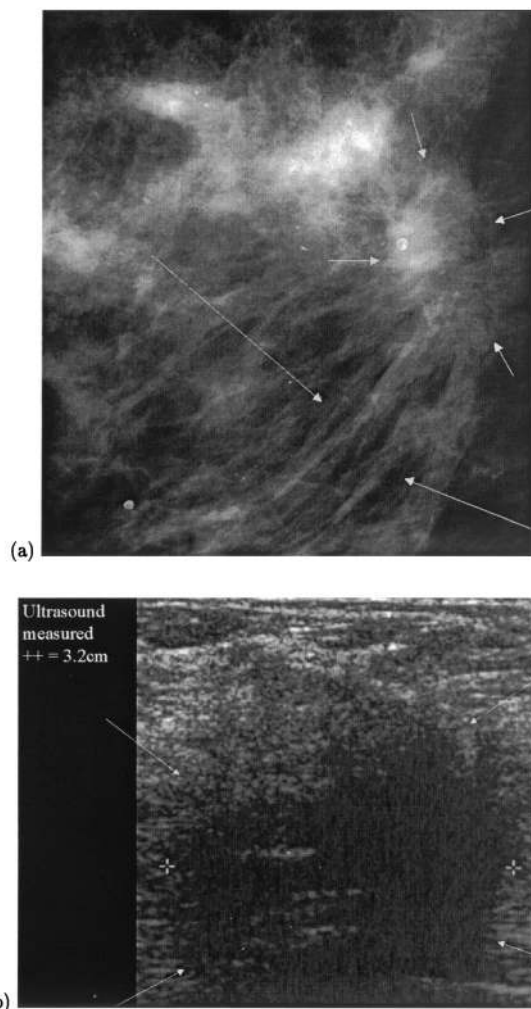 (a)
Ultrasound
measured
++ = 3.2cm